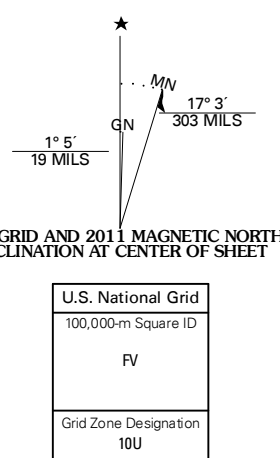 MN
GN
17° 3´
303 MILS
1° 5´
19 MILS
GRID AND 2011 MAGNETIC NORTH
CLINATION AT CENTER OF SHEET
U.S. National Grid
100,000-m Square ID
FV
Grid Zone Designation
10U